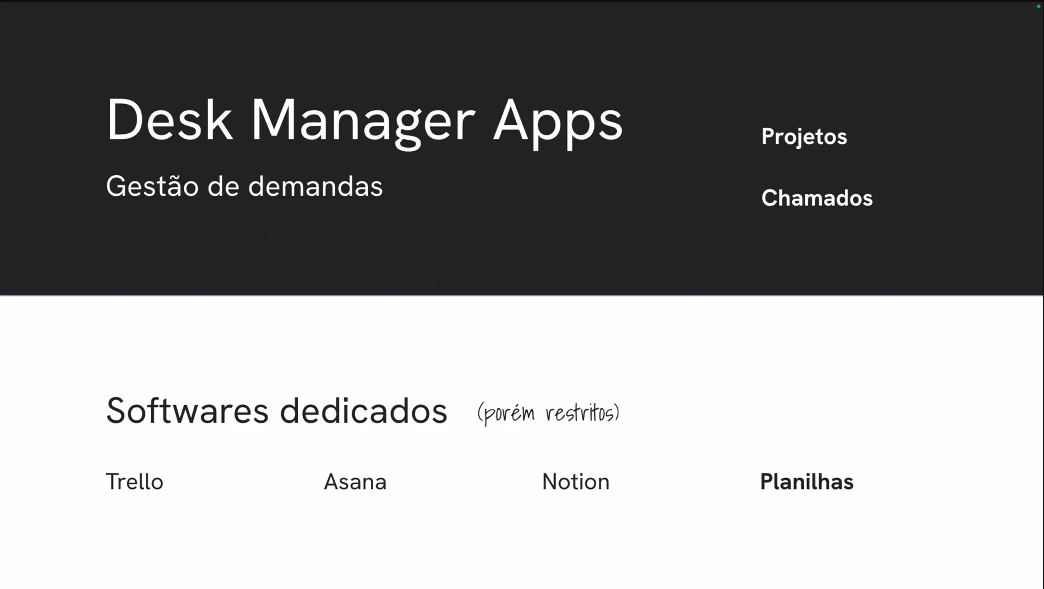 Desk Manager Apps
Gestão de demandas
Projetos
Chamados
Softwares dedicados (porém restritos)
Trello Asana Notion Planilhas